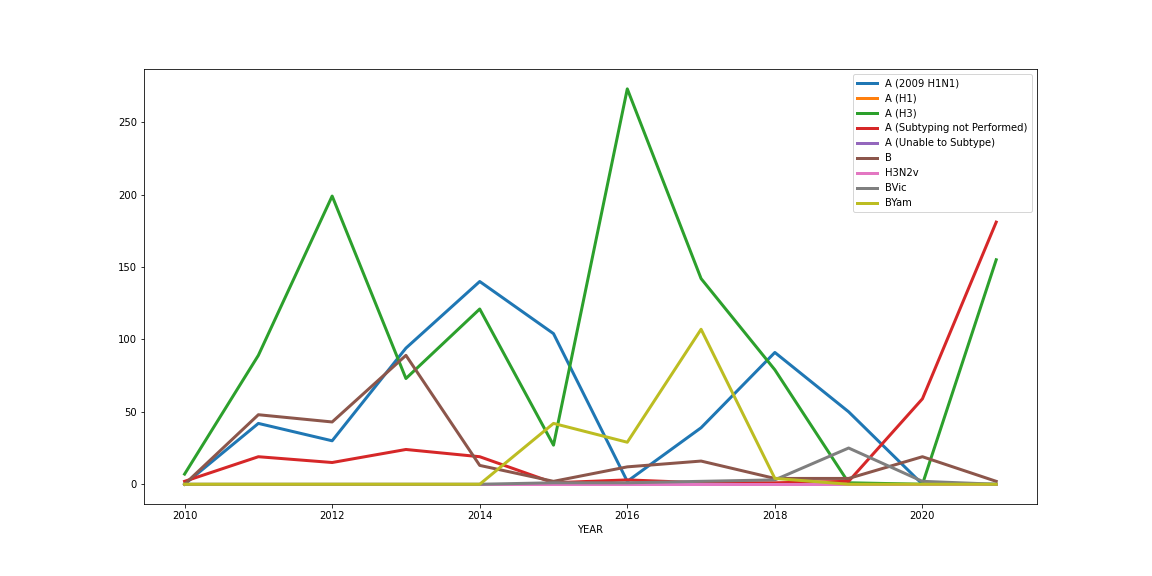 250
200
150
100
50
0
2010
2012
2014
2016
2018
2020
YEAR
A (2009 H1N1)
A (H1)
A (H3)
A (Subtyping not Performed)
A (Unable to Subtype)
B
H3N2v
BVic
BYam